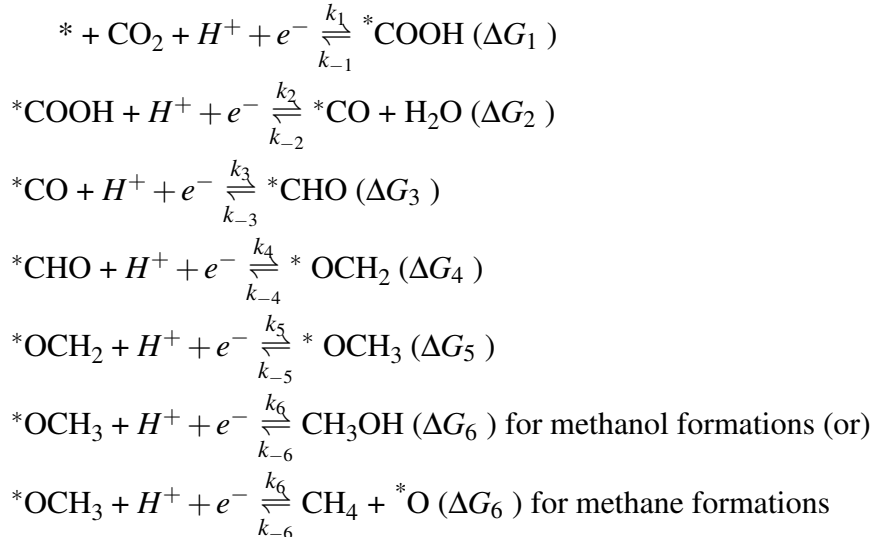 * + CO₂ + H⁺ + e⁻ ⇌ *COOH (ΔG₁ ) k₁ k₋₁
*COOH + H⁺ + e⁻ ⇌ *CO + H₂O (ΔG₂ ) k₂ k₋₂
*CO + H⁺ + e⁻ ⇌ *CHO (ΔG₃ ) k₃ k₋₃
*CHO + H⁺ + e⁻ ⇌ * OCH₂ (ΔG₄ ) k₄ k₋₄
*OCH₂ + H⁺ + e⁻ ⇌ * OCH₃ (ΔG₅ ) k₅ k₋₅
*OCH₃ + H⁺ + e⁻ ⇌ CH₃OH (ΔG₆ ) for methanol formations (or) k₆ k₋₆
*OCH₃ + H⁺ + e⁻ ⇌ CH₄ + *O (ΔG₆ ) for methane formations k₆ k₋₆